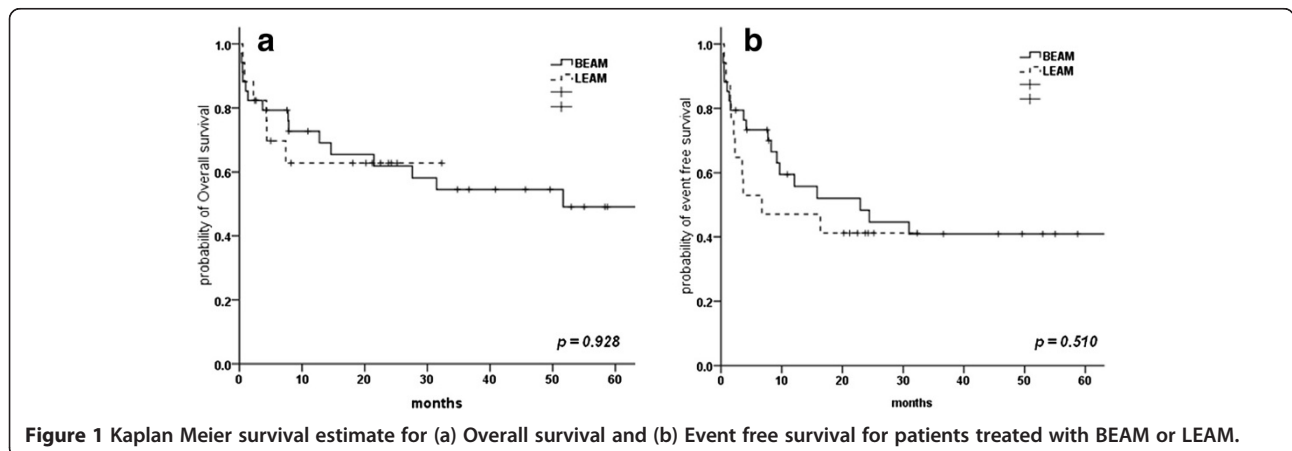 a
probability of Overall survival
1.0
0.8
0.6
0.4
0.2
0.0
BEAM
LEAM
p = 0.928
0 10 20 30 40 50 60
months
b
probability of event free survival
1.0
0.8
0.6
0.4
0.2
0.0
BEAM
LEAM
p = 0.510
0 10 20 30 40 50 60
months
Figure 1 Kaplan Meier survival estimate for (a) Overall survival and (b) Event free survival for patients treated with BEAM or LEAM.